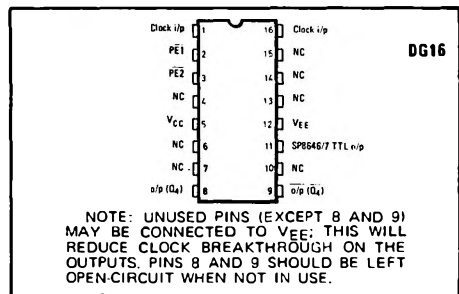 Clock i/p 1 16 Clock i/p
PE1 2 15 NC DG16
PE2 3 14 NC
NC 4 13 NC
VCC 5 12 VEE
NC 6 11 SP8646/7 TTL o/p
NC 7 10 NC
o/p (Q4) 8 9 o/p (Q4)
NOTE: UNUSED PINS (EXCEPT 8 AND 9)
MAY BE CONNECTED TO VEE; THIS WILL
REDUCE CLOCK BREAKTHROUGH ON THE
OUTPUTS. PINS 8 AND 9 SHOULD BE LEFT
OPEN-CIRCUIT WHEN NOT IN USE.